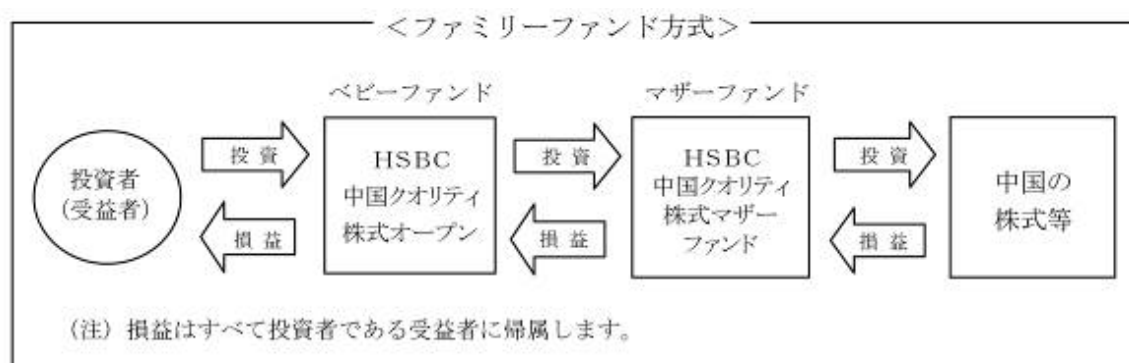 ＜ファミリーファンド方式＞
ベビーファンド
マザーファンド
投資者
（受益者）
投 資
損 益
HSBC
中国クオリティ
株式オープン
投 資
損 益
HSBC
中国クオリティ
株式マザー
ファンド
投 資
損 益
中国の
株式等
（注）損益はすべて投資者である受益者に帰属します。